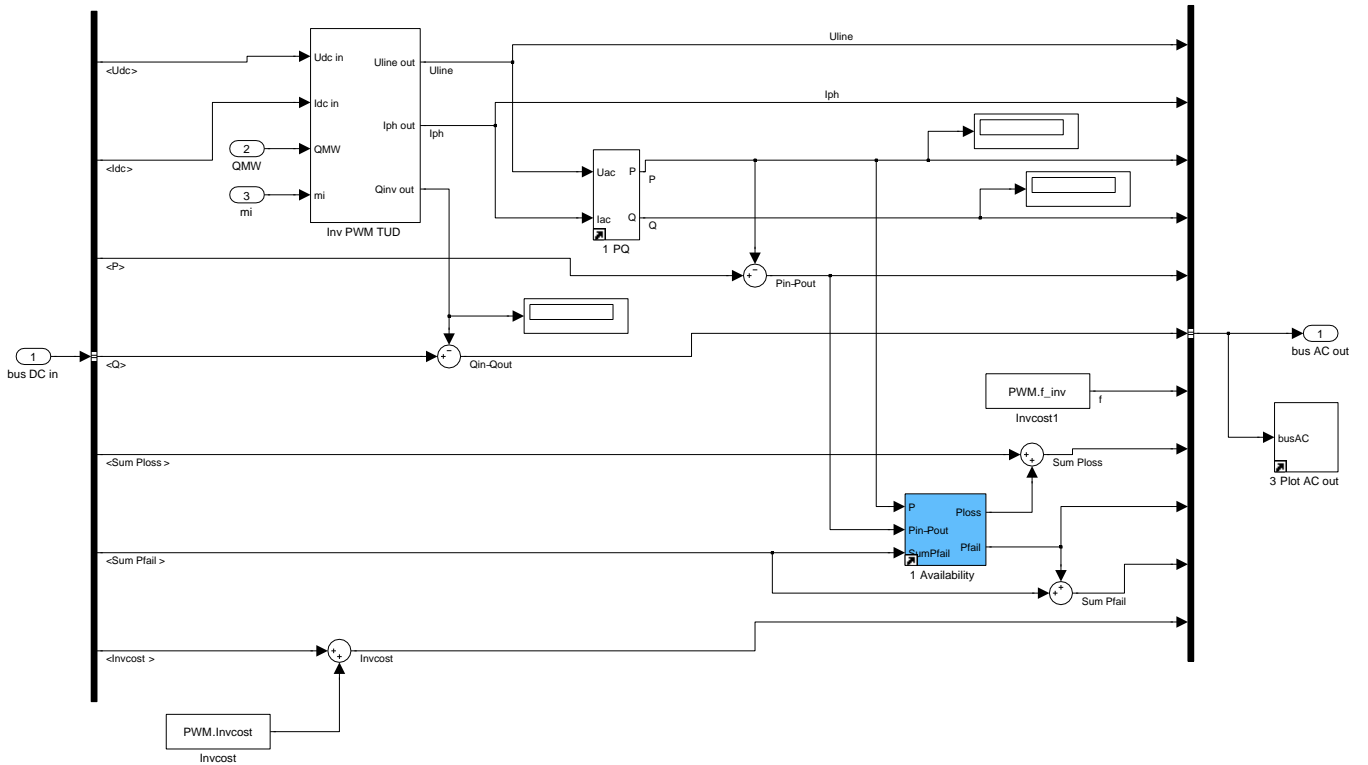 Uline
Udc in
Uline out
<Udc>
Uline
Idc in
Iph
Iph out
Iph
2
QMW
QMW
<Idc>
Uac
P
P
3
mi
mi
Qinv out
Inv PWM TUD
Iac
Q
Q
1 PQ
<P>
+
−
Pin-Pout
1
bus DC in
<Q>
+
−
Qin-Qout
1
bus AC out
PWM.f_inv
f
Invcost1
busAC
3 Plot AC out
<Sum Ploss >
+
+
Sum Ploss
P
Ploss
Pin-Pout
Pfail
SumPfail
1 Availability
<Sum Pfail >
+
+
Sum Pfail
<Invcost >
+
+
Invcost
PWM.Invcost
Invcost